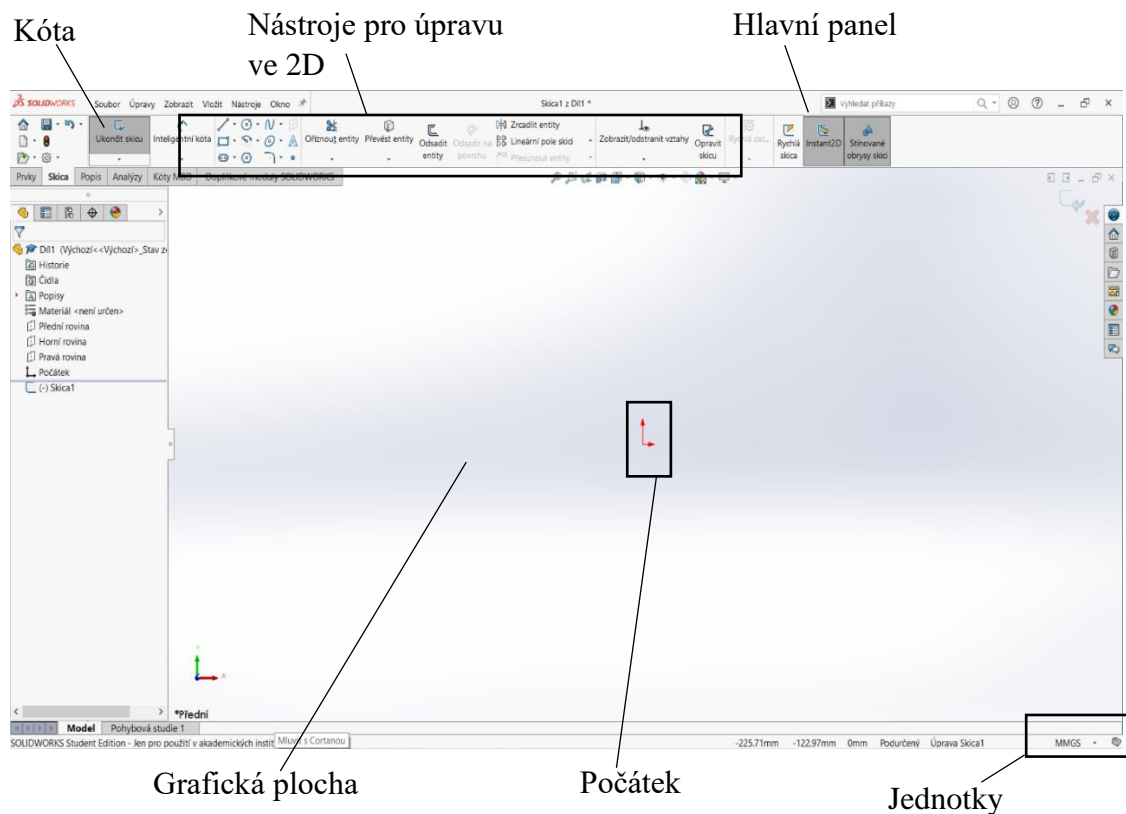 Kóta
Nástroje pro úpravu
ve 2D
Hlavní panel
SOLIDWORKS Soubor Úpravy Zobrazit Vložit Nástroje Okno
Skica1 z Díl1 *
vyhledat příkazy
Ukončit skicu
Inteligentní kóta
Oříznout entity
Převést entity
Odsadit
entity
Odsadit na
povrchu
Zrcadlit entity
Lineární pole skici
Přesunout entity
Zobrazit/odstranit vztahy
Opravit
skicu
Rychlá
skica
Instant2D
Stínované
obrysy skici
Prvky Skica Popis Analýzy Kóty MBD Doplňkové moduly SOLIDWORKS
Díl1 (Výchozí<<Výchozí>_Stav z
Historie
Čidla
Popisy
Materiál <není určen>
Přední rovina
Horní rovina
Pravá rovina
Počátek
(-) Skica1
Y
X
*Přední
Model Pohybová studie 1
SOLIDWORKS Student Edition - Jen pro použití v akademických instit
Mluvit s Cortanou
-225.71mm -122.97mm 0mm Podurčený Úprava Skica1 MMGS
Grafická plocha
Počátek
Jednotky